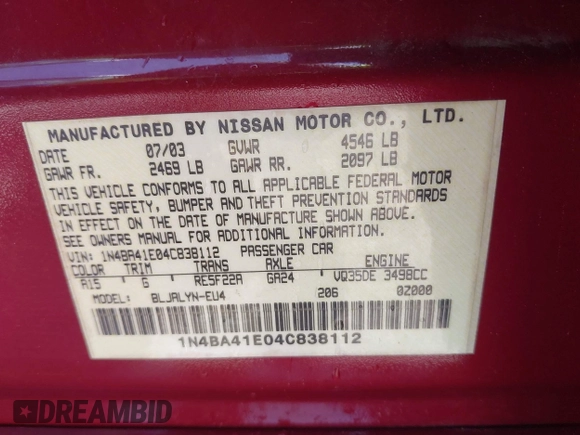 MANUFACTURED BY NISSAN MOTOR CO., LTD.
DATE 07/03 GVWR 4546 LB
GAWR FR. 2469 LB GAWR RR. 2097 LB
THIS VEHICLE CONFORMS TO ALL APPLICABLE FEDERAL MOTOR
VEHICLE SAFETY, BUMPER AND THEFT PREVENTION STANDARDS
IN EFFECT ON THE DATE OF MANUFACTURE SHOWN ABOVE.
SEE OWNERS MANUAL FOR ADDITIONAL INFORMATION.
VIN: 1N4BA41E04C838112 PASSENGER CAR
COLOR TRIM TRANS AXLE ENGINE
A15 G RE5F22A GA24 VQ35DE 3498CC
MODEL: BLJALYN-EU4 206 0Z000
1N4BA41E04C838112
DREAMBID